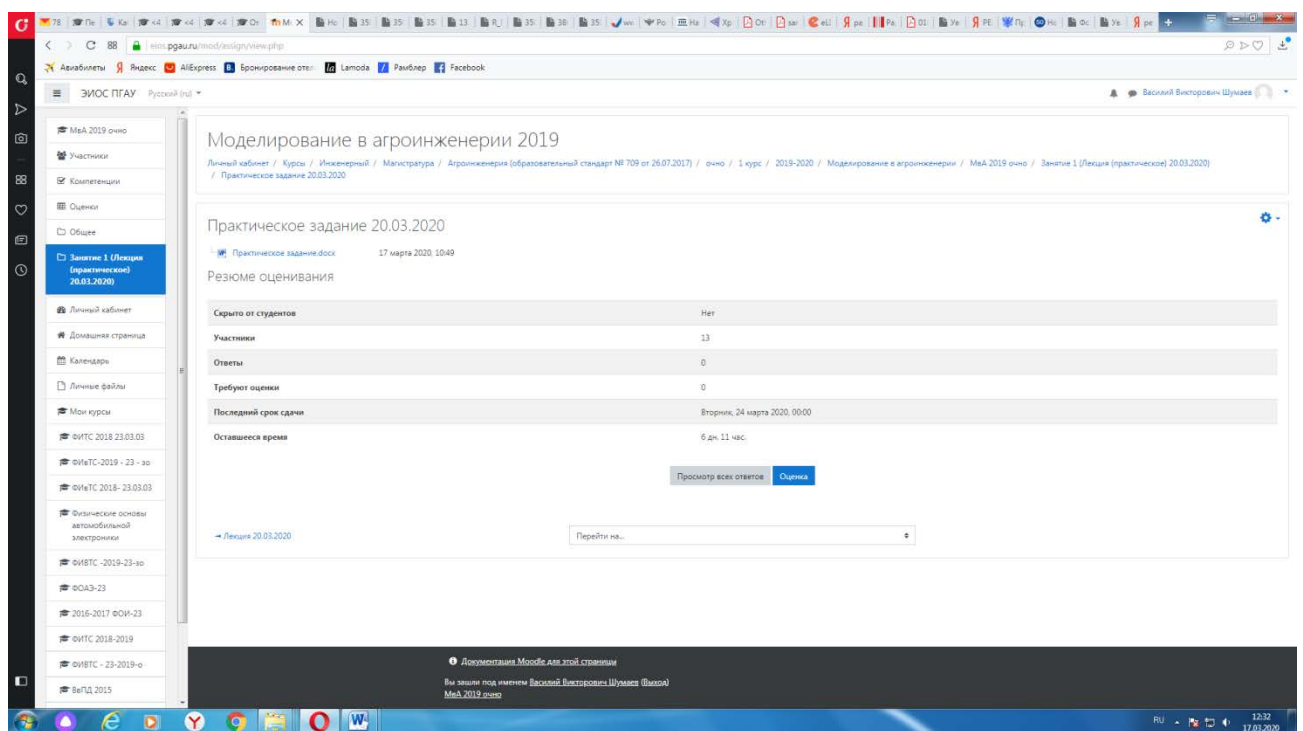 88 eios.pgau.ru/mod/assign/view.php
Авиабилеты Яндекс AliExpress Бронирование оте Lamoda Рамблер Facebook
ЭИОС ПГАУ Русский (ru)
Василий Викторович Шумаев
МвА 2019 очно
Участники
Компетенции
Оценки
Общее
Занятие 1 (Лекция
(практическое)
20.03.2020)
Личный кабинет
Домашняя страница
Календарь
Личные файлы
Мои курсы
ФИТС 2018 23.03.03
ФИвТС-2019 - 23 - зо
ФИвТС 2018- 23.03.03
Физические основы
автомобильной
электроники
ФИВТС -2019-23-зо
ФОАЭ-23
2016-2017 ФОИ-23
ФИТС 2018-2019
ФИВТС - 23-2019-о
ВвПД 2015
Моделирование в агроинженерии 2019
Личный кабинет / Курсы / Инженерный / Магистратура / Агроинженерия (образовательный стандарт № 709 от 26.07.2017) / очно / 1 курс / 2019-2020 / Моделирование в агроинженерии / МвА 2019 очно / Занятие 1 (Лекция (практическое) 20.03.2020)
/ Практическое задание 20.03.2020
Практическое задание 20.03.2020
Практическое задание.docx 17 марта 2020, 10:49
Резюме оценивания
Скрыто от студентов Нет
Участники 13
Ответы 0
Требуют оценки 0
Последний срок сдачи Вторник, 24 марта 2020, 00:00
Оставшееся время 6 дн. 11 час.
Просмотр всех ответов Оценка
Лекция 20.03.2020 Перейти на...
Документация Moodle для этой страницы
Вы зашли под именем Василий Викторович Шумаев (Выход)
МвА 2019 очно
RU 12:32
17.03.2020